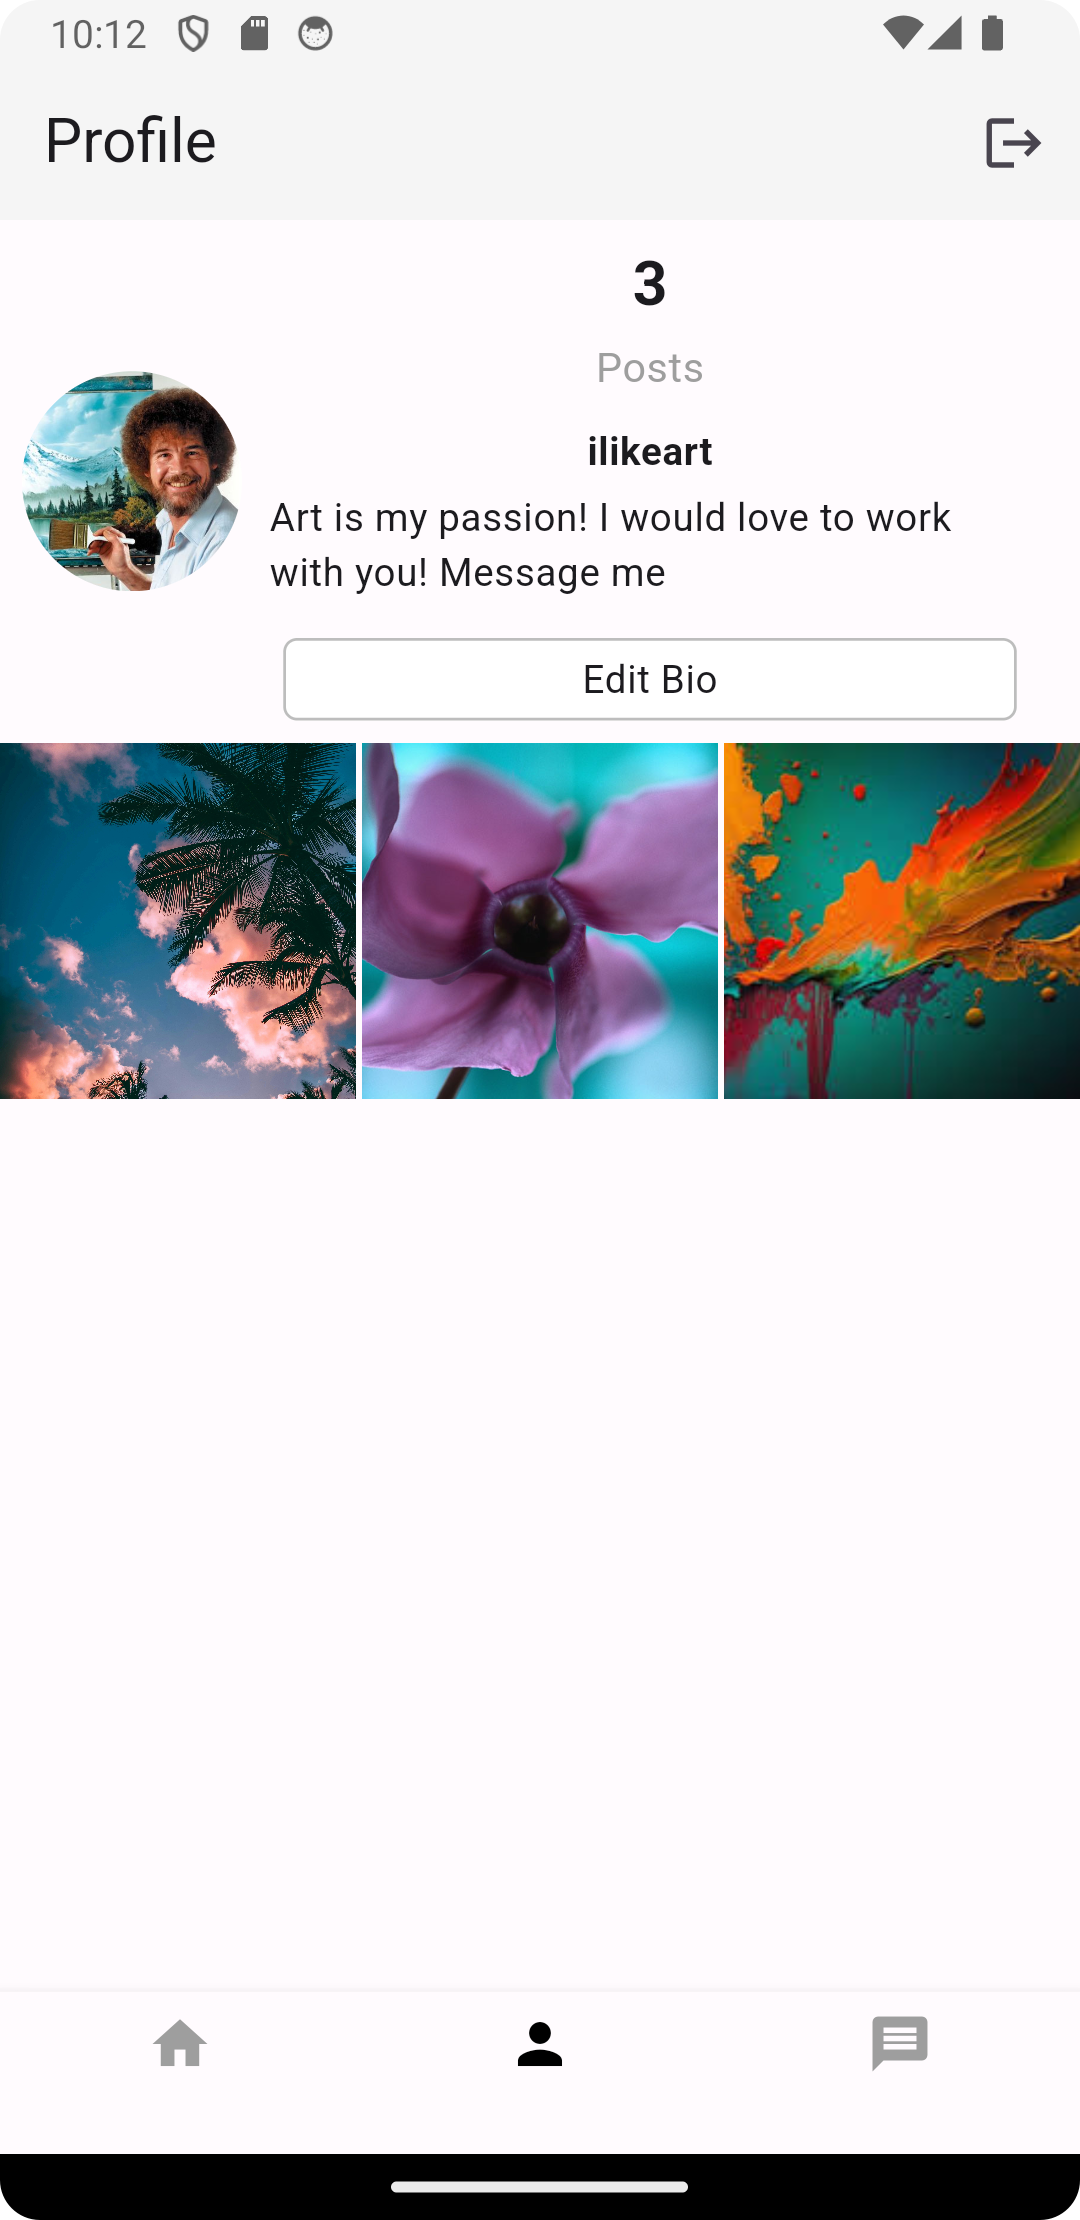 10:12
Profile
3
Posts
ilikeart
Art is my passion! I would love to work
with you! Message me
Edit Bio